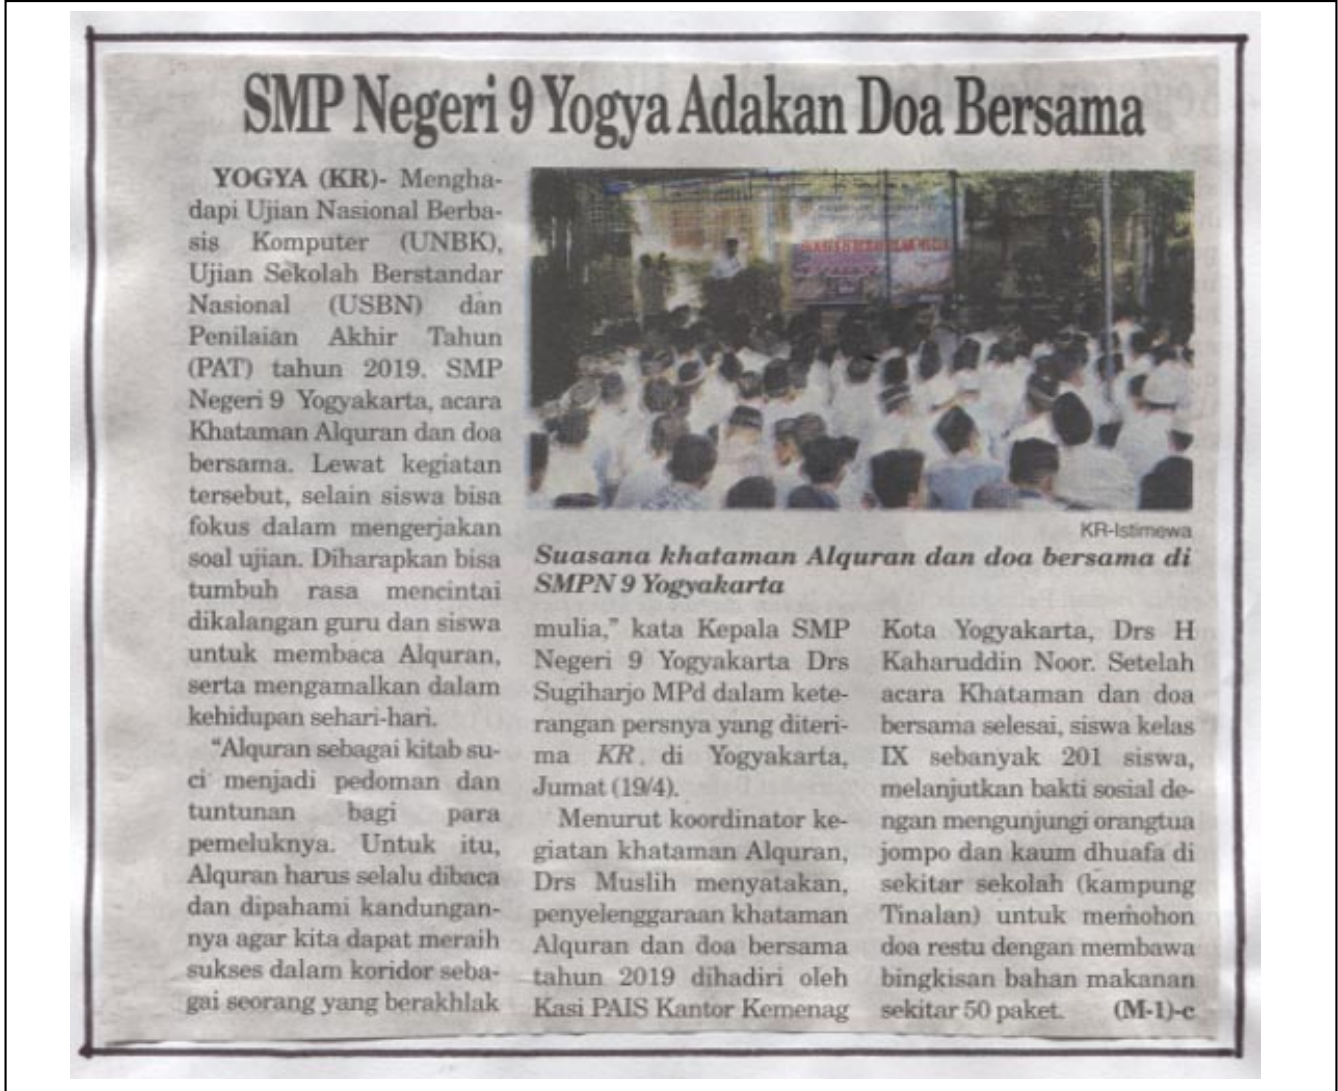 SMP Negeri 9 Yogya Adakan Doa Bersama
YOGYA (KR)- Mengha-
dapi Ujian Nasional Berba-
sis Komputer (UNBK),
Ujian Sekolah Berstandar
Nasional (USBN) dan
Penilaian Akhir Tahun
(PAT) tahun 2019. SMP
Negeri 9 Yogyakarta, acara
Khataman Alquran dan doa
bersama. Lewat kegiatan
tersebut, selain siswa bisa
fokus dalam mengerjakan
soal ujian. Diharapkan bisa
tumbuh rasa mencintai
dikalangan guru dan siswa
untuk membaca Alquran,
serta mengamalkan dalam
kehidupan sehari-hari.
"Alquran sebagai kitab su-
ci menjadi pedoman dan
tuntunan bagi para
pemeluknya. Untuk itu,
Alquran harus selalu dibaca
dan dipahami kandungan-
nya agar kita dapat meraih
sukses dalam koridor seba-
gai seorang yang berakhlak
KR-Istimewa
Suasana khataman Alquran dan doa bersama di
SMPN 9 Yogyakarta
mulia," kata Kepala SMP
Negeri 9 Yogyakarta Drs
Sugiharjo MPd dalam kete-
rangan persnya yang diteri-
ma KR di Yogyakarta,
Jumat (19/4).
Menurut koordinator ke-
giatan khataman Alquran,
Drs Muslih menyatakan,
penyelenggaraan khataman
Alquran dan doa bersama
tahun 2019 dihadiri oleh
Kasi PAIS Kantor Kemenag
Kota Yogyakarta, Drs H
Kaharuddin Noor. Setelah
acara Khataman dan doa
bersama selesai, siswa kelas
IX sebanyak 201 siswa,
melanjutkan bakti sosial de-
ngan mengunjungi orangtua
jompo dan kaum dhuafa di
sekitar sekolah (kampung
Tinalan) untuk memohon
doa restu dengan membawa
bingkisan bahan makanan
sekitar 50 paket. (M-1)-c